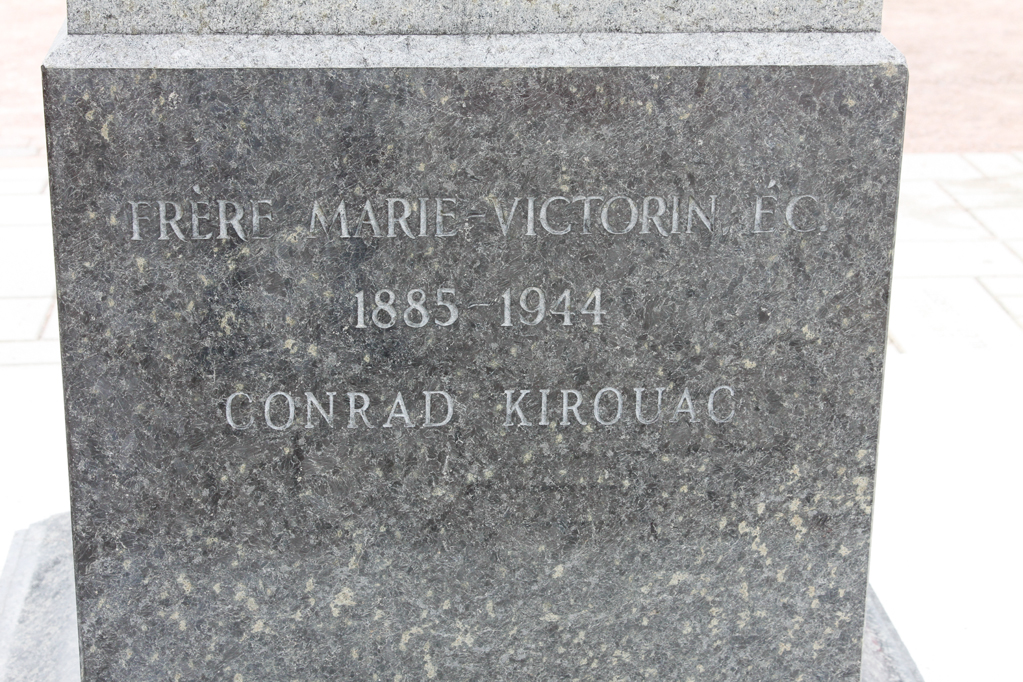 FRÈRE MARIE-VICTORIN, É.C.
1885-1944
CONRAD KIROUAC